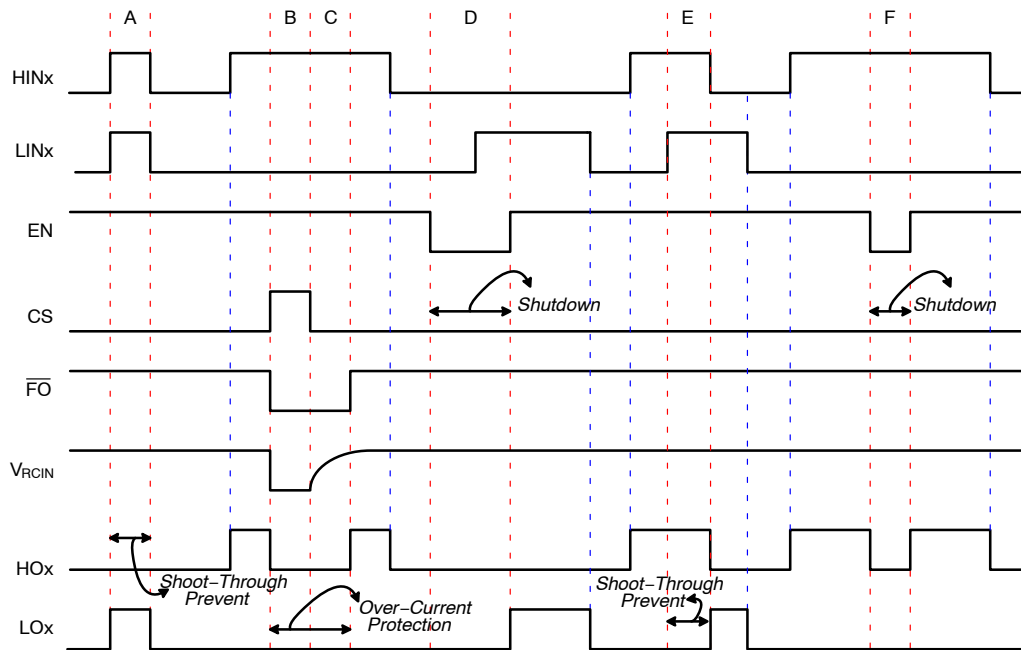 A B C D E F
HINx
LINx
EN
CS
Shutdown
Shutdown
FO
VRCIN
HOx
Shoot−Through
Prevent
Over−Current
Protection
Shoot−Through
Prevent
LOx